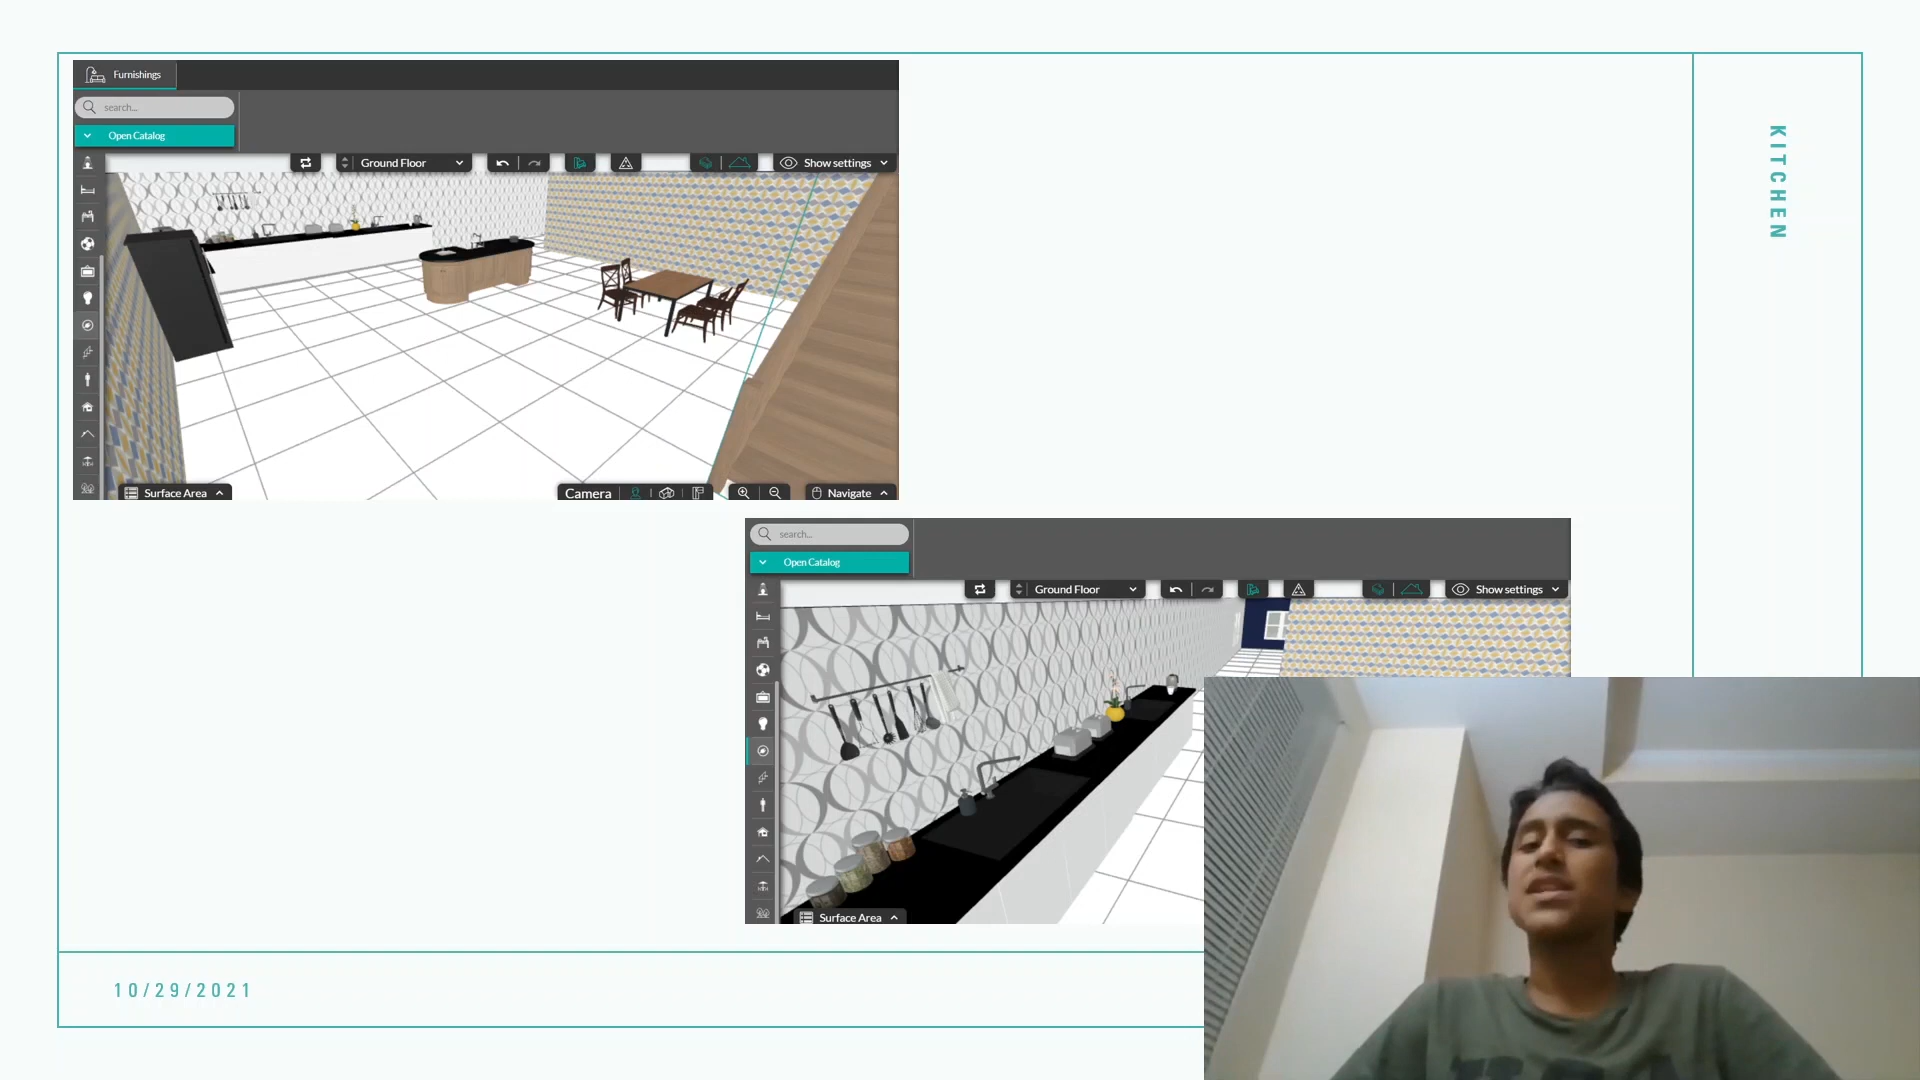 Furnishings
search...
Open Catalog
Ground Floor
Show settings
Surface Area
Camera
Navigate
KITCHEN
search...
Open Catalog
Ground Floor
Show settings
Surface Area
10/29/2021